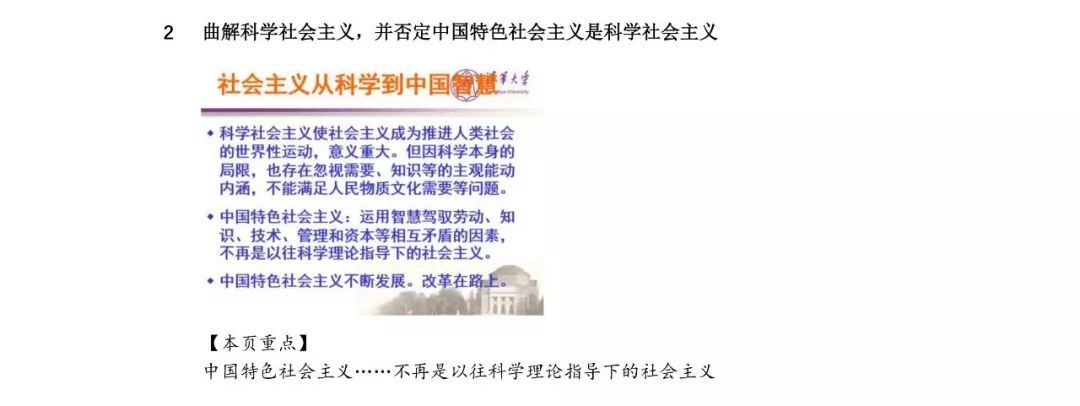 2 曲解科学社会主义，并否定中国特色社会主义是科学社会主义
社会主义从科学到中国智慧
华大学
University
◆ 科学社会主义使社会主义成为推进人类社会
的世界性运动，意义重大。但因科学本身的
局限，也存在忽视需要、知识等的主观能动
内涵，不能满足人民物质文化需要等问题。
◆ 中国特色社会主义：运用智慧驾驭劳动、知
识、技术、管理和资本等相互矛盾的因素，
不再是以往科学理论指导下的社会主义。
◆ 中国特色社会主义不断发展。改革在路上。
【本页重点】
中国特色社会主义……不再是以往科学理论指导下的社会主义